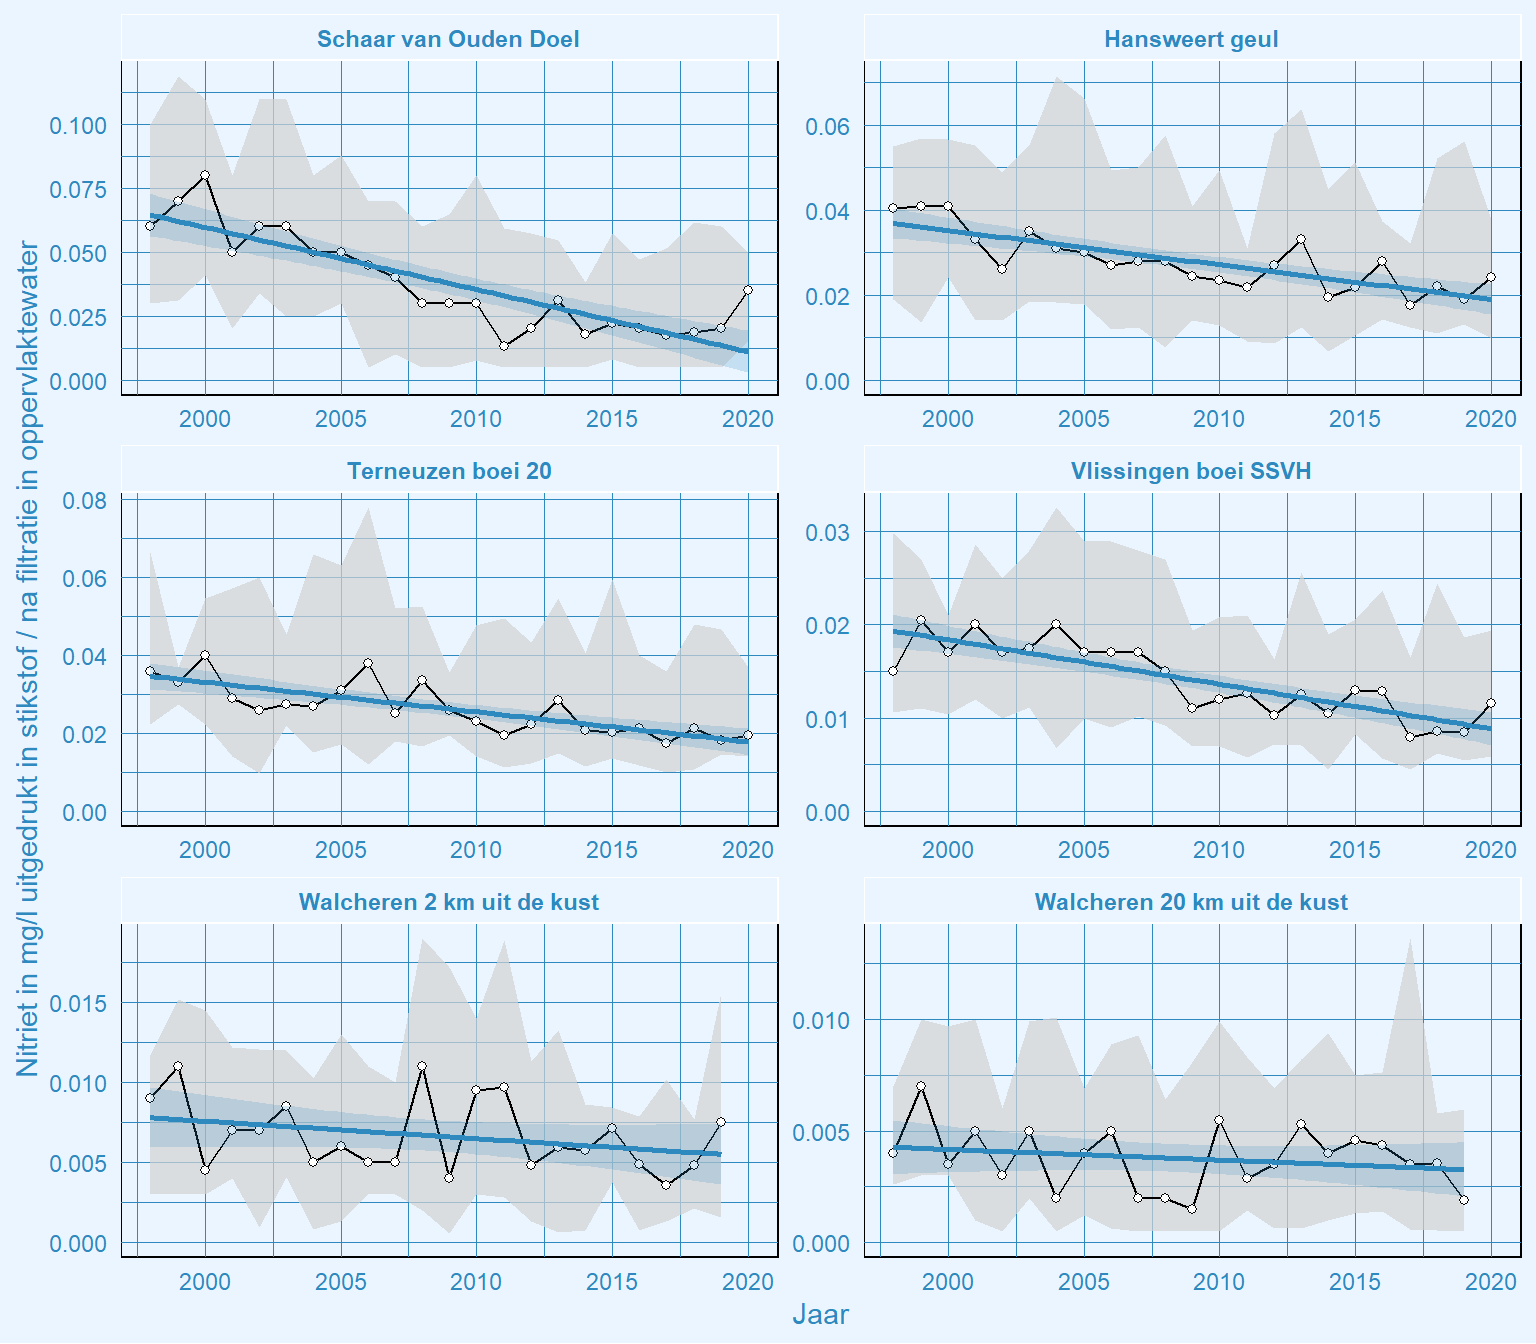 Nitriet in mg/l uitgedrukt in stikstof / na filtratie in oppervlaktewater
Schaar van Ouden Doel
0.100
0.075
0.050
0.025
0.000
2000 2005 2010 2015 2020
Hansweert geul
0.06
0.04
0.02
0.00
2000 2005 2010 2015 2020
Terneuzen boei 20
0.08
0.06
0.04
0.02
0.00
2000 2005 2010 2015 2020
Vlissingen boei SSVH
0.03
0.02
0.01
0.00
2000 2005 2010 2015 2020
Walcheren 2 km uit de kust
0.015
0.010
0.005
0.000
2000 2005 2010 2015 2020
Walcheren 20 km uit de kust
0.010
0.005
0.000
2000 2005 2010 2015 2020
Jaar